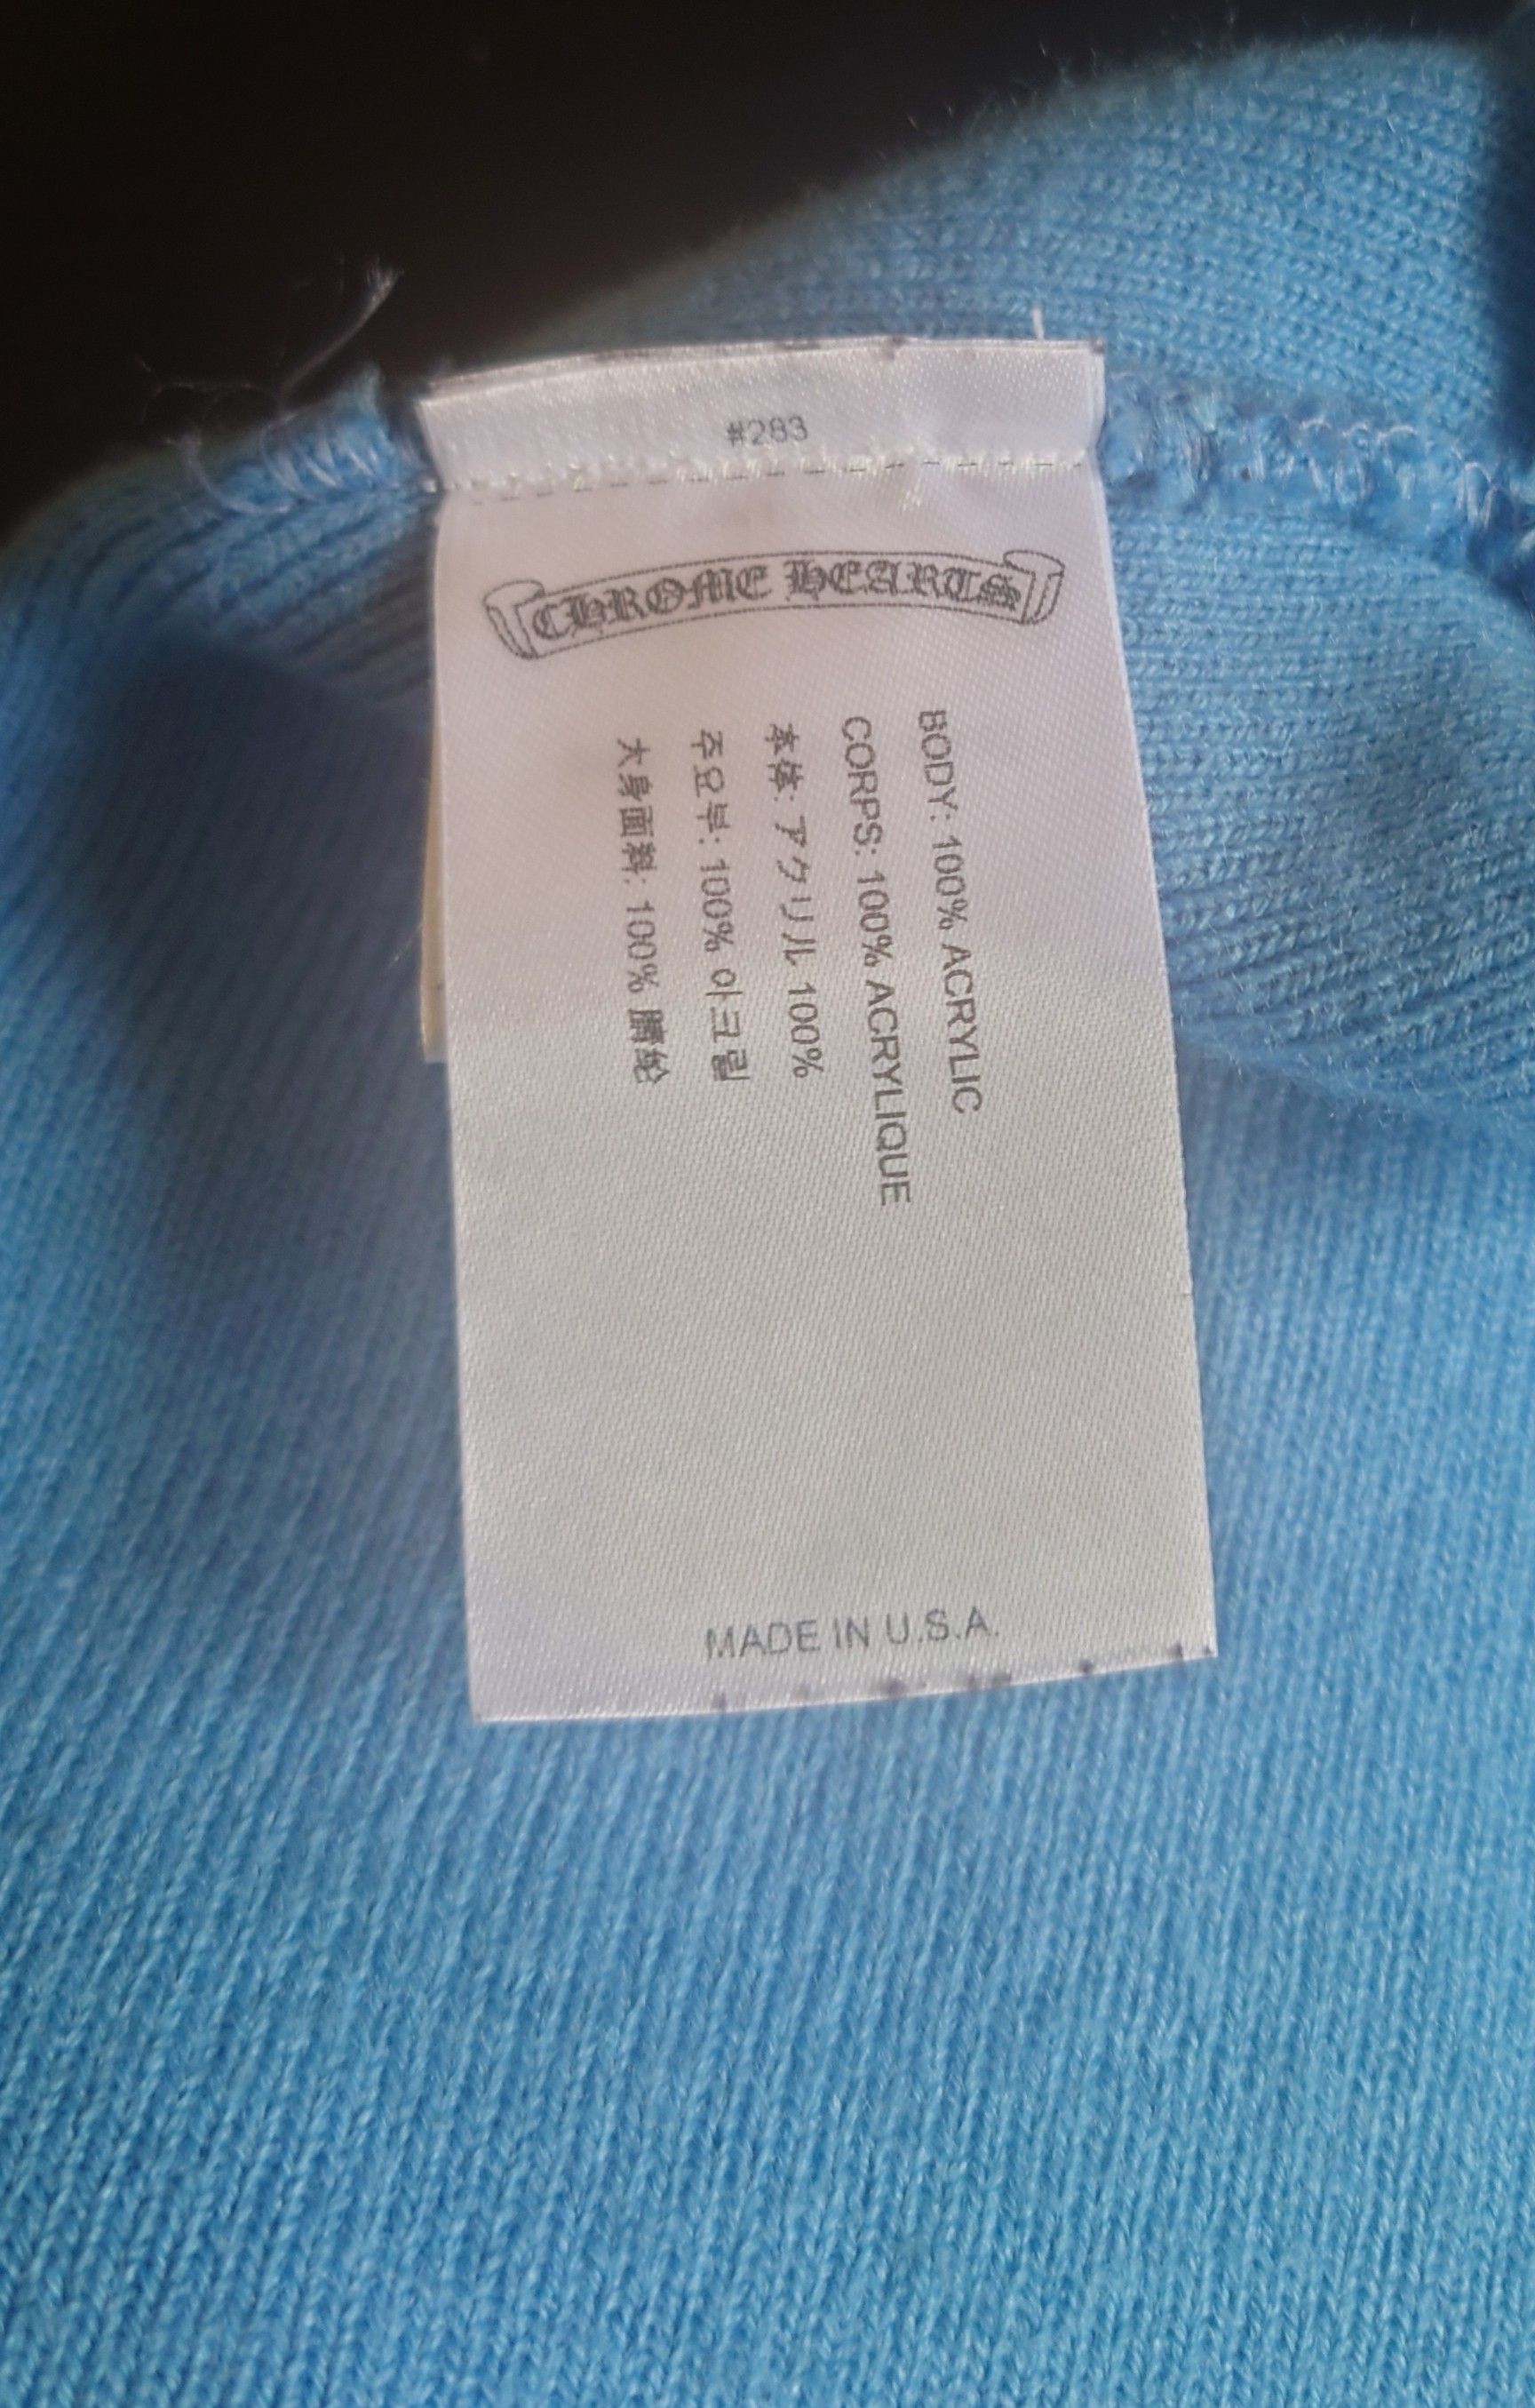 #283
CHROME HEARTS
BODY: 100% ACRYLIC
CORPS: 100% ACRYLIQUE
本体: アクリル 100%
주요부: 100% 아크릴
大身面料: 100% 腈纶
MADE IN U.S.A.